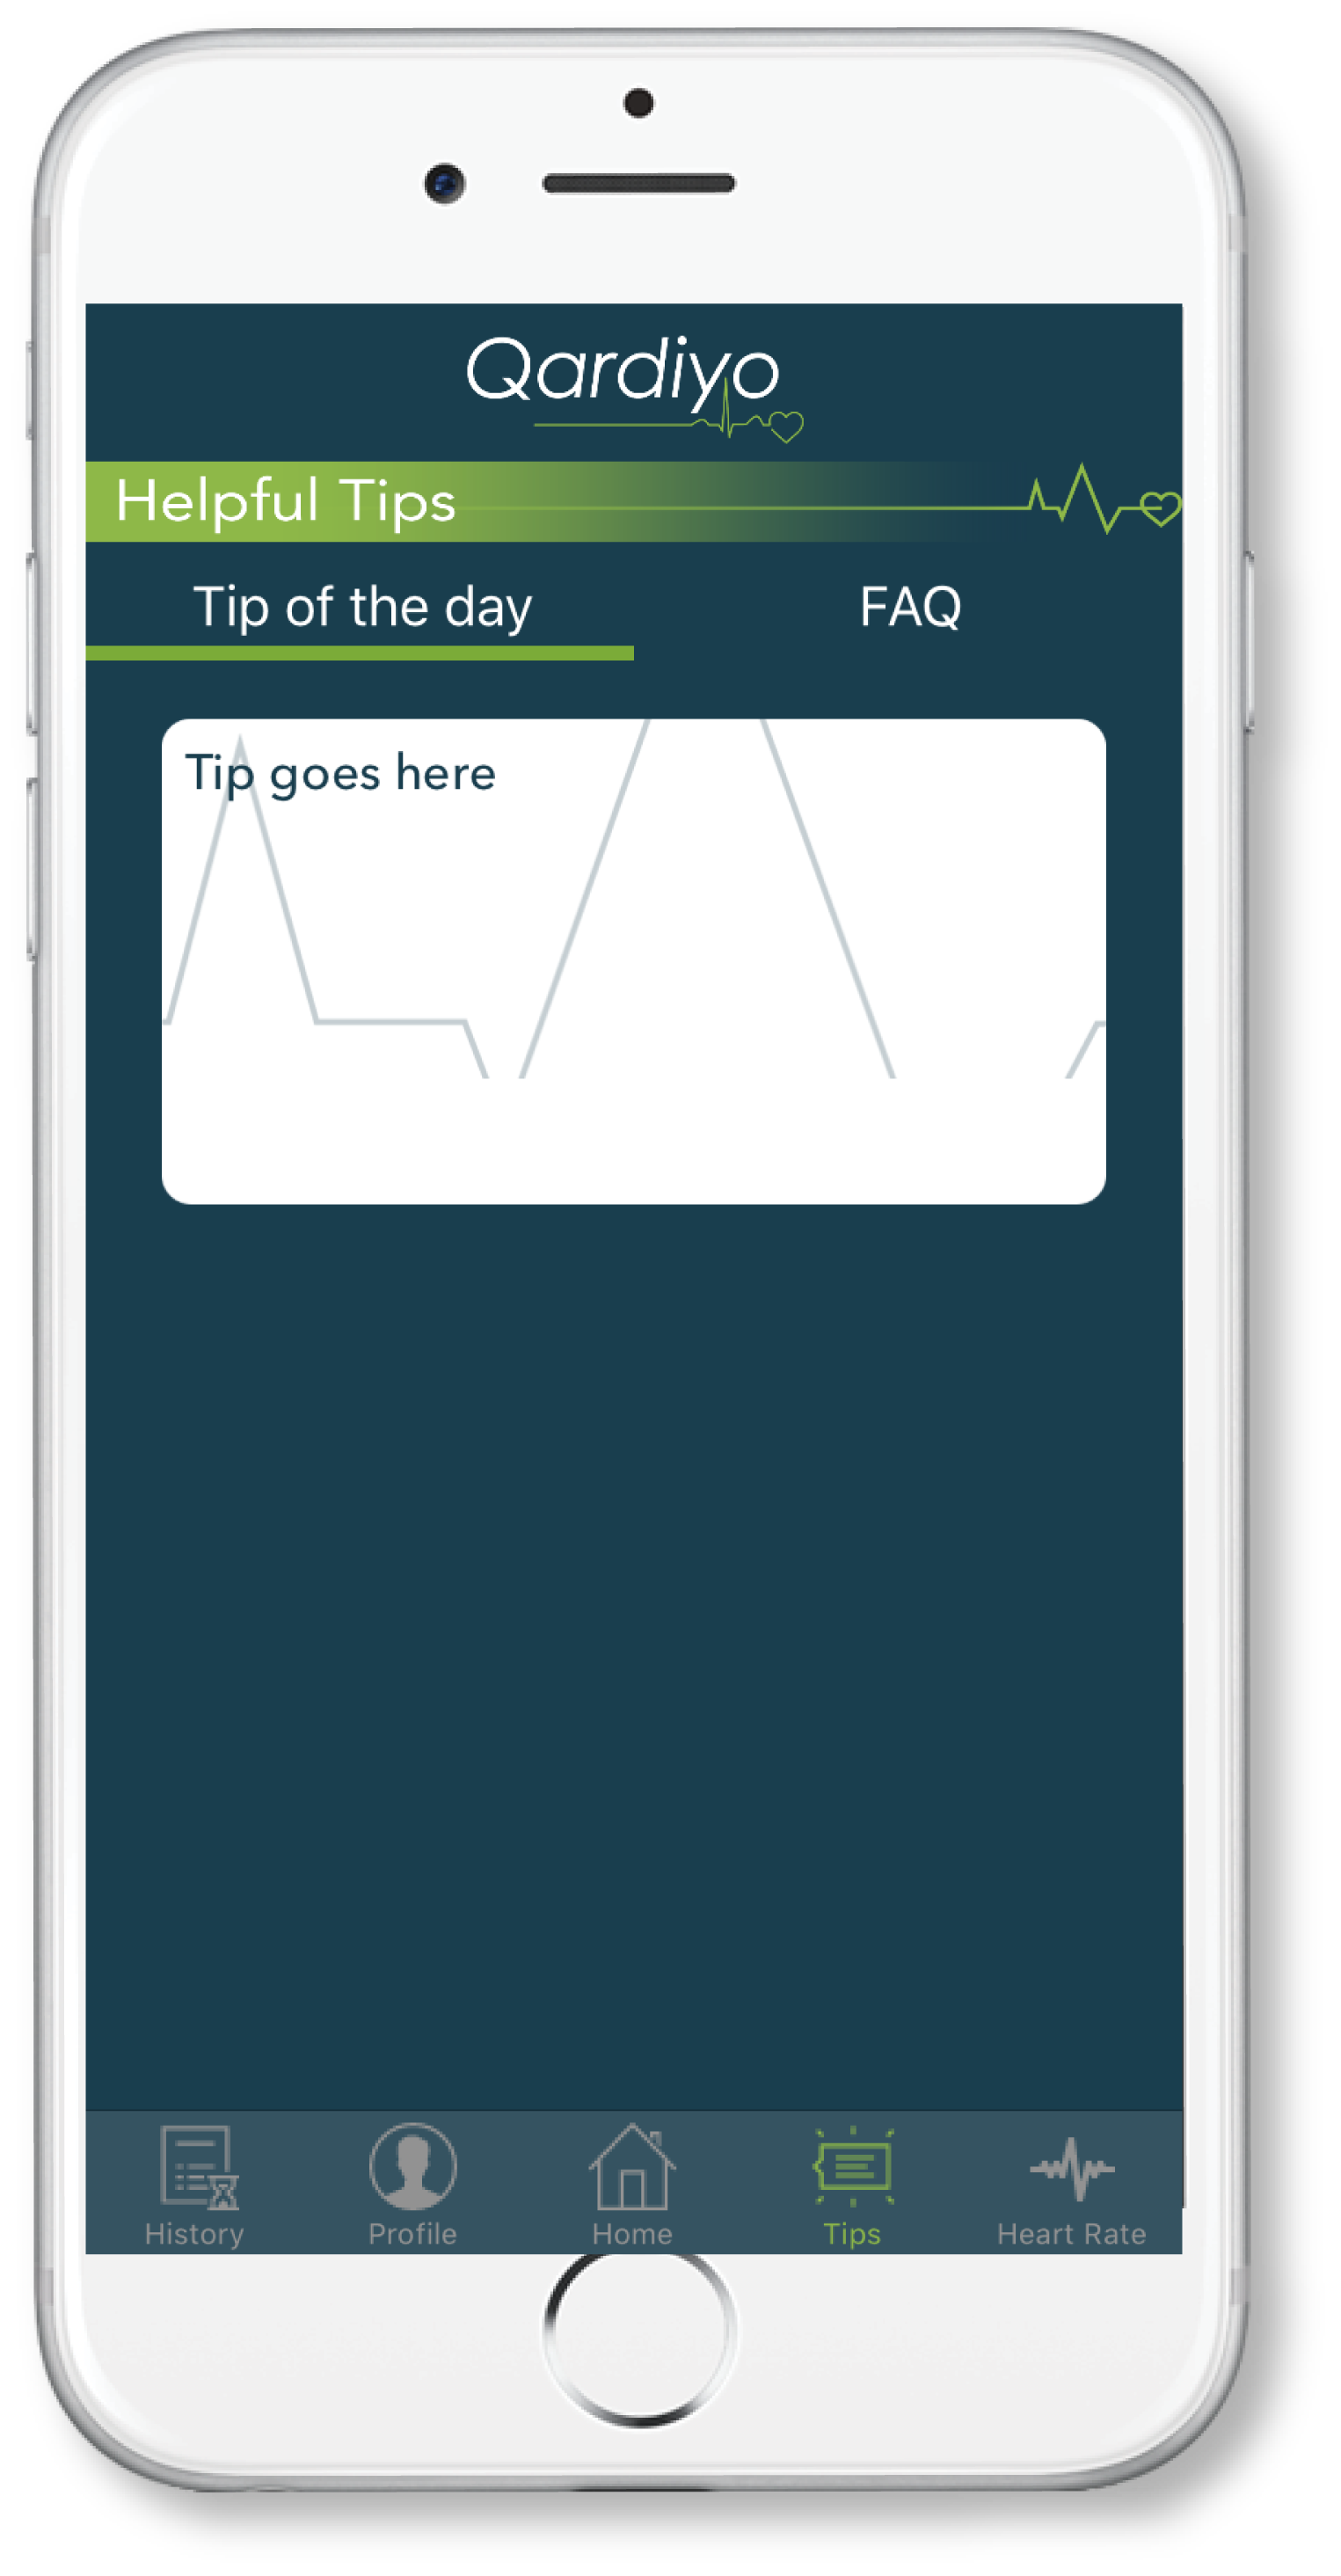 Qardiyo
Helpful Tips
Tip of the day FAQ
Tip goes here
History Profile Home Tips Heart Rate